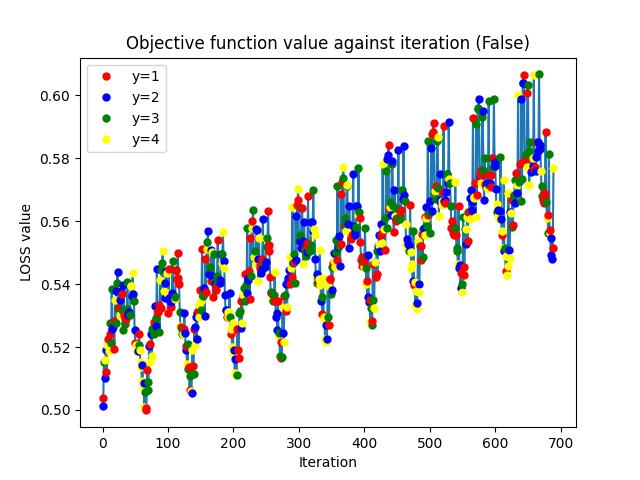 Objective function value against iteration (False)
y=1
y=2
y=3
y=4
0.60
0.58
0.56
0.54
0.52
0.50
LOSS value
0 100 200 300 400 500 600 700
Iteration